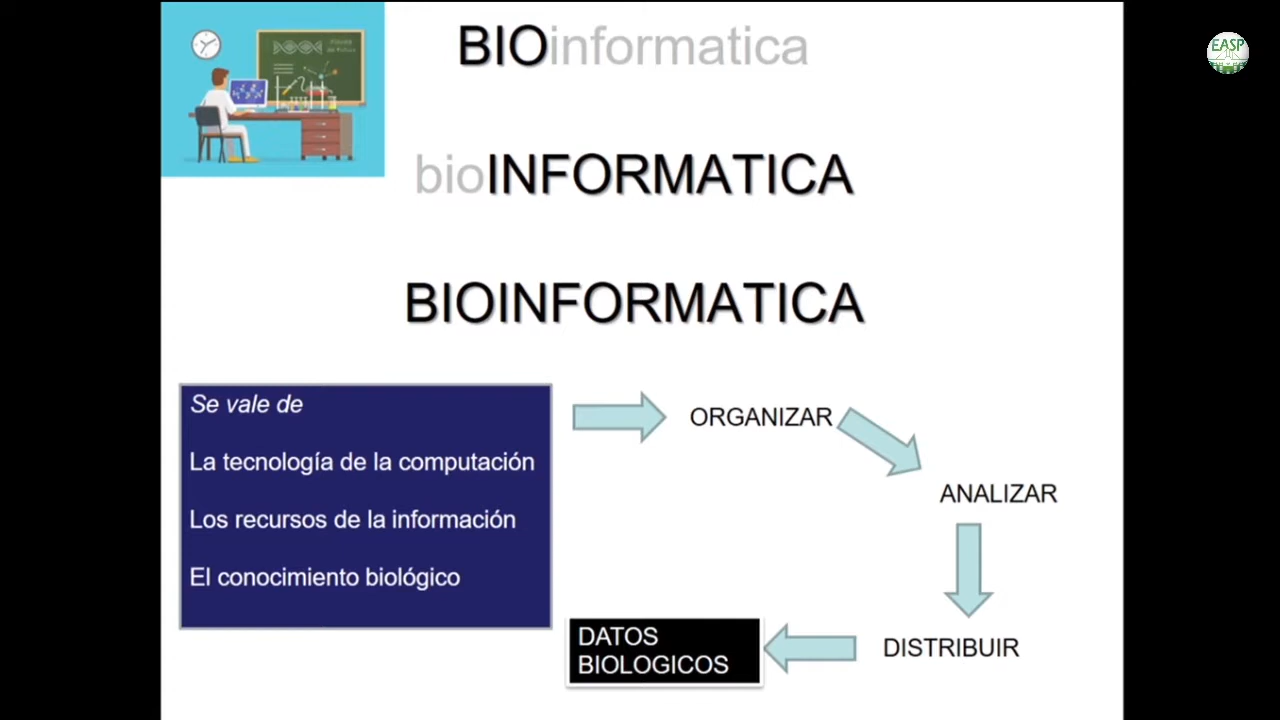 BIOinformatica
EASP
bioINFORMATICA
BIOINFORMATICA
Se vale de
La tecnología de la computación
Los recursos de la información
El conocimiento biológico
ORGANIZAR
ANALIZAR
DISTRIBUIR
DATOS
BIOLOGICOS